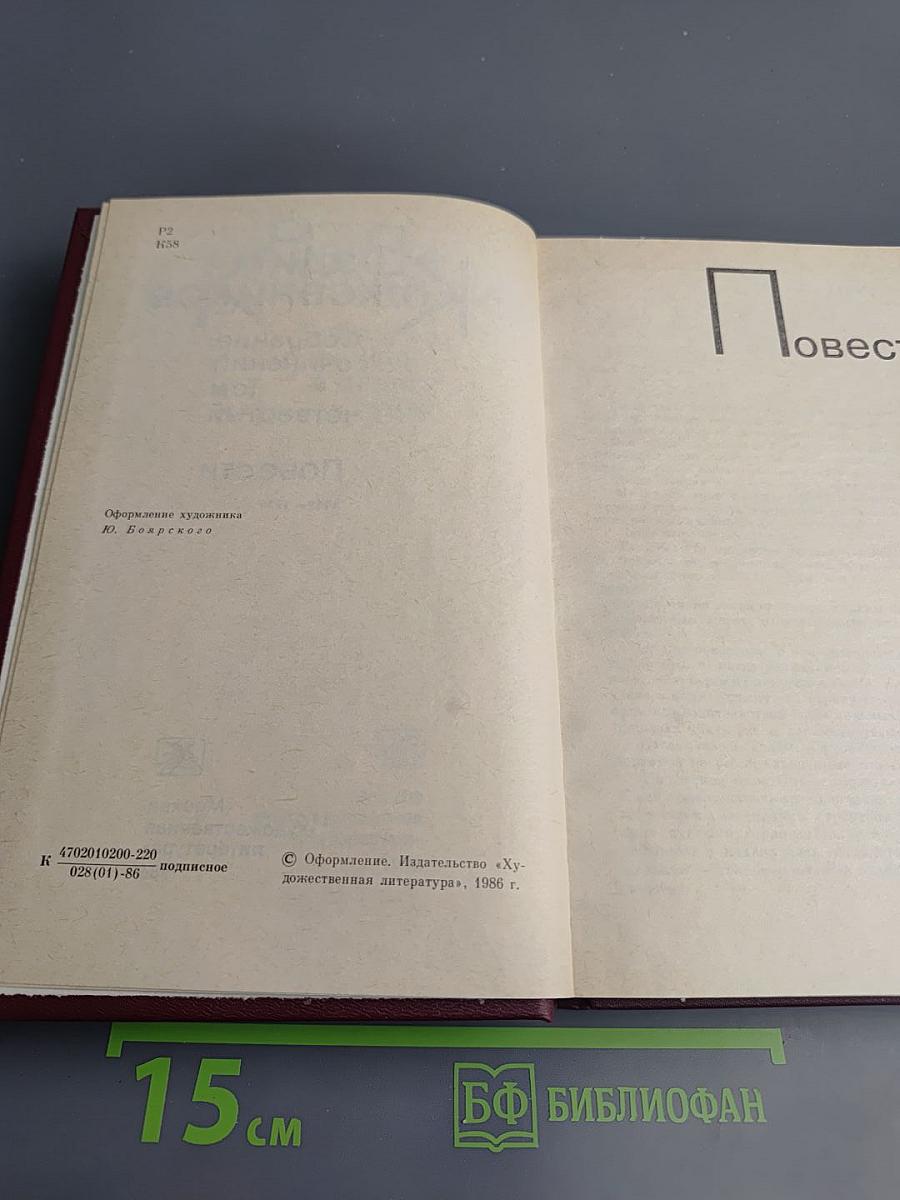 Р2
К58
Оформление художника
Ю. Боярского
К 4702010200-220 подписное
028(01)-86
© Оформление. Издательство «Ху-
дожественная литература», 1986 г.
Повест
15 см
БФ БИБЛИОФАН